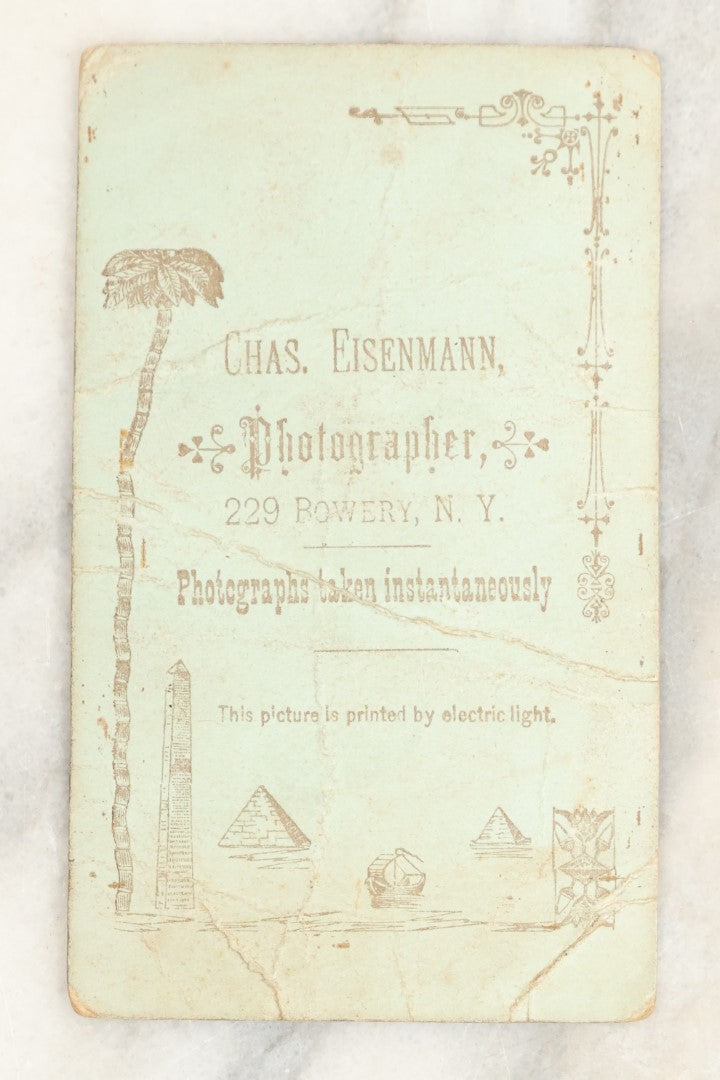 Chas. Eisenmann,
Photographer,
229 Bowery, N. Y.
Photographs taken instantaneously
This picture is printed by electric light.